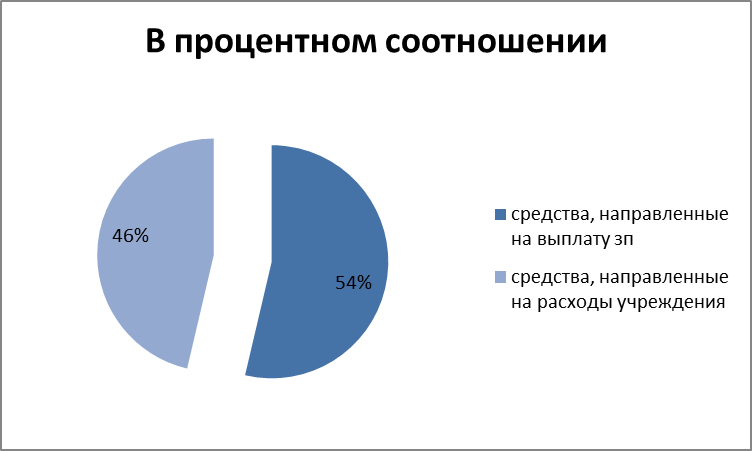 В процентном соотношении
46%
54%
средства, направленные
на выплату зп
средства, направленные
на расходы учреждения